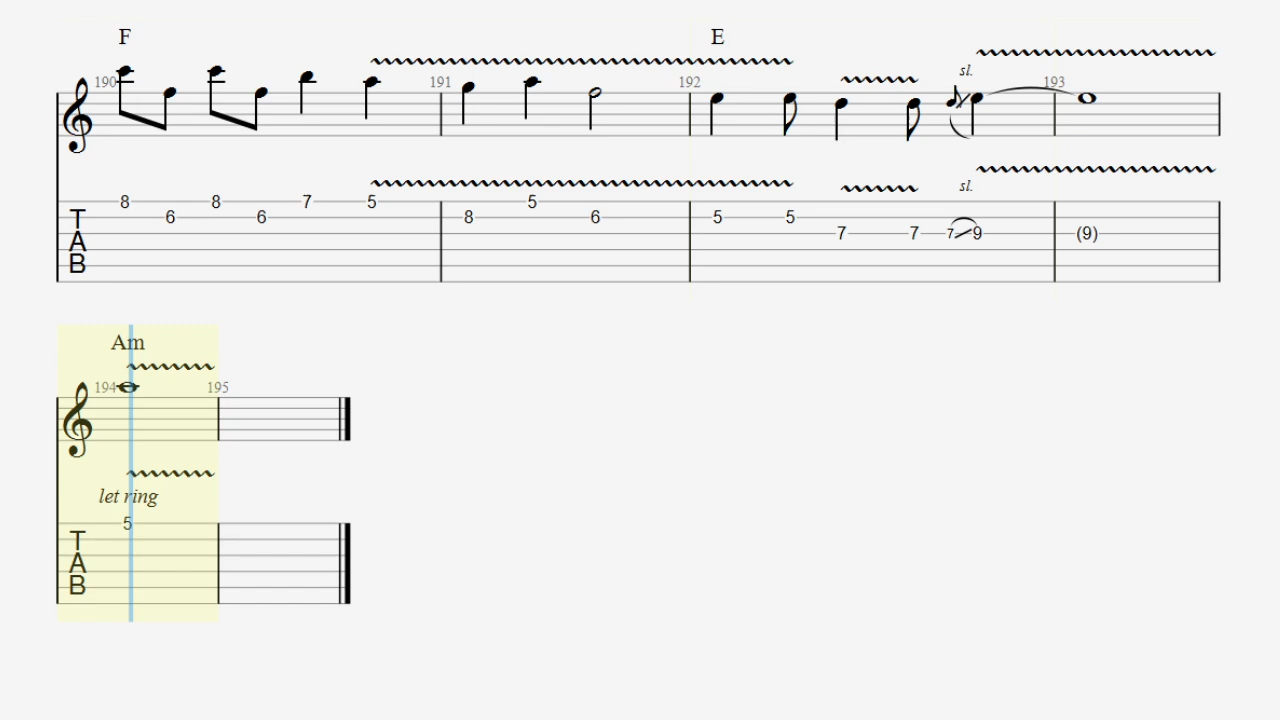 F E
190 191 192 sl. 193
sl.
8 6 8 6 7 5 8 5 6 5 5 7 7 7 9 (9)
T
A
B
Am
194 195
let ring
5
T
A
B